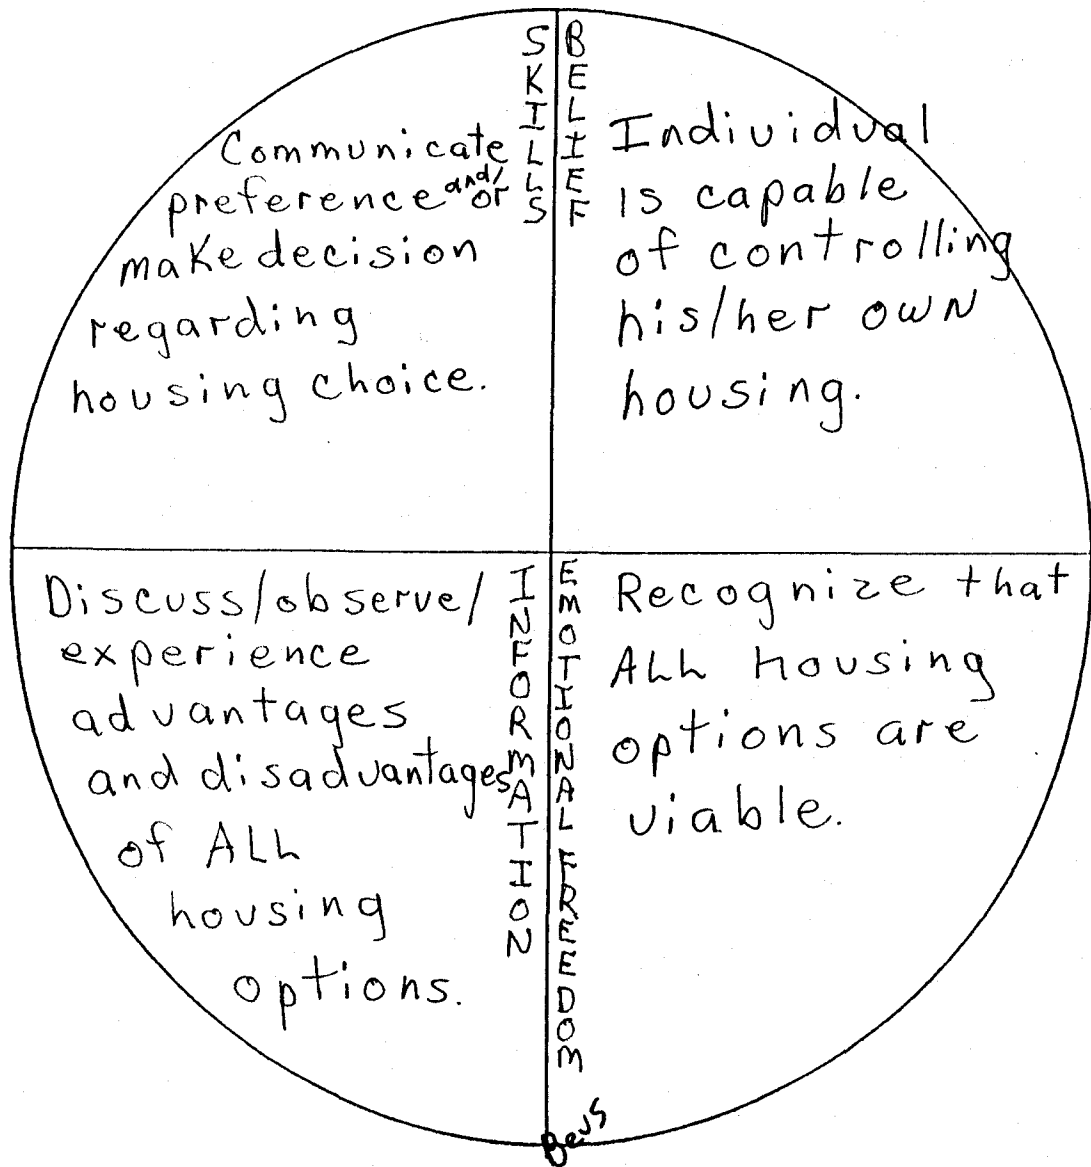 SKILLS
Communicate
preference and/or
make decision
regarding
housing choice.
BELIEF
Individual
is capable
of controlling
his/her own
housing.
INFORMATION
Discuss/observe/
experience
advantages
and disadvantages
of ALL
housing
options.
EMOTIONAL FREEDOM
Recognize that
ALL housing
options are
viable.